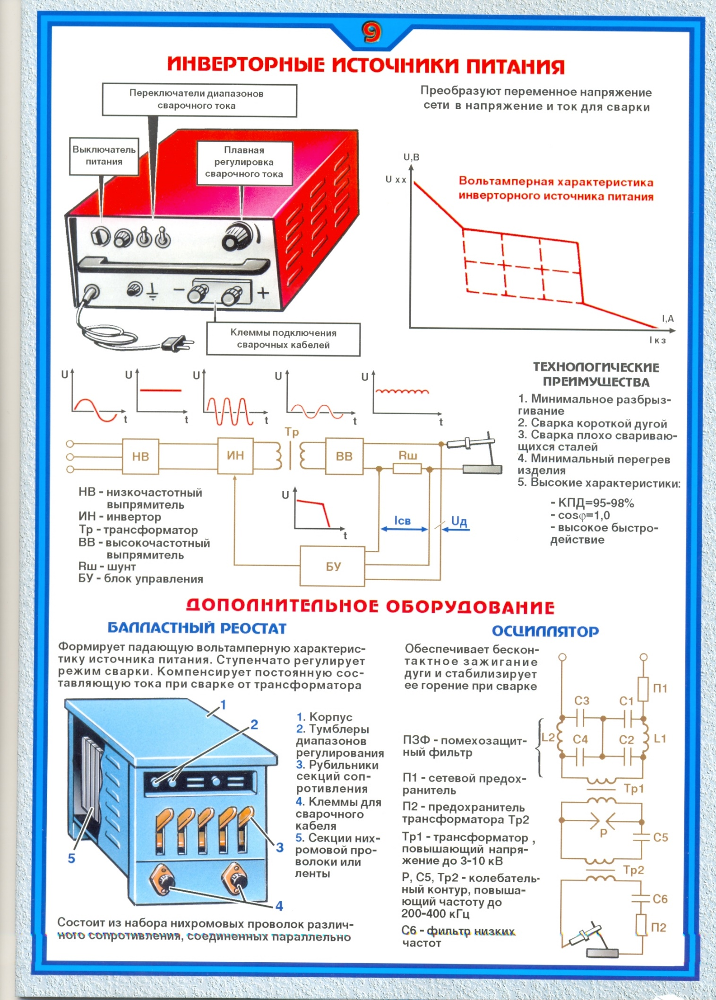 9
ИНВЕРТОРНЫЕ ИСТОЧНИКИ ПИТАНИЯ
Переключатели диапазонов
сварочного тока
Преобразуют переменное напряжение
сети в напряжение и ток для сварки
Выключатель
питания
Плавная
регулировка
сварочного тока
− +
Клеммы подключения
сварочных кабелей
U,В
U хх
Вольтамперная характеристика
инверторного источника питания
I,А
I кз
U t
U t
U t
U t
U t
НВ
ИН
Тр
ВВ
Rш
U t
Iсв
Uд
БУ
НВ - низкочастотный
выпрямитель
ИН - инвертор
Тр - трансформатор
ВВ - высокочастотный
выпрямитель
Rш - шунт
БУ - блок управления
ТЕХНОЛОГИЧЕСКИЕ
ПРЕИМУЩЕСТВА
1. Минимальное разбрыз-
гивание
2. Сварка короткой дугой
3. Сварка плохо свариваю-
щихся сталей
4. Минимальный перегрев
изделия
5. Высокие характеристики:
- КПД=95-98%
- cosφ=1,0
- высокое быстро-
действие
ДОПОЛНИТЕЛЬНОЕ ОБОРУДОВАНИЕ
БАЛЛАСТНЫЙ РЕОСТАТ
Формирует падающую вольтамперную характерис-
тику источника питания. Ступенчато регулирует
режим сварки. Компенсирует постоянную сос-
тавляющую тока при сварке от трансформатора
1
2
3
4
5
1. Корпус
2. Тумблеры
диапазонов
регулирования
3. Рубильники
секций соп-
ротивления
4. Клеммы для
сварочного
кабеля
5. Секции них-
ромовой про-
волоки или
ленты
Состоит из набора нихромовых проволок различ-
ного сопротивления, соединенных параллельно
ОСЦИЛЛЯТОР
Обеспечивает бескон-
тактное зажигание
дуги и стабилизирует
ее горение при сварке
ПЗФ - помехозащит-
ный фильтр
П1 - сетевой предох-
ранитель
П2 - предохранитель
трансформатора Тр2
Тр1 - трансформатор ,
повышающий напря-
жение до 3-10 кВ
Р, С5, Тр2 - колебатель-
ный контур, повыша-
ющий частоту до
200-400 кГц
С6 - фильтр низких
частот
П1
С3
С1
L2
С4
С2
L1
Тр1
Р
С5
Тр2
С6
П2